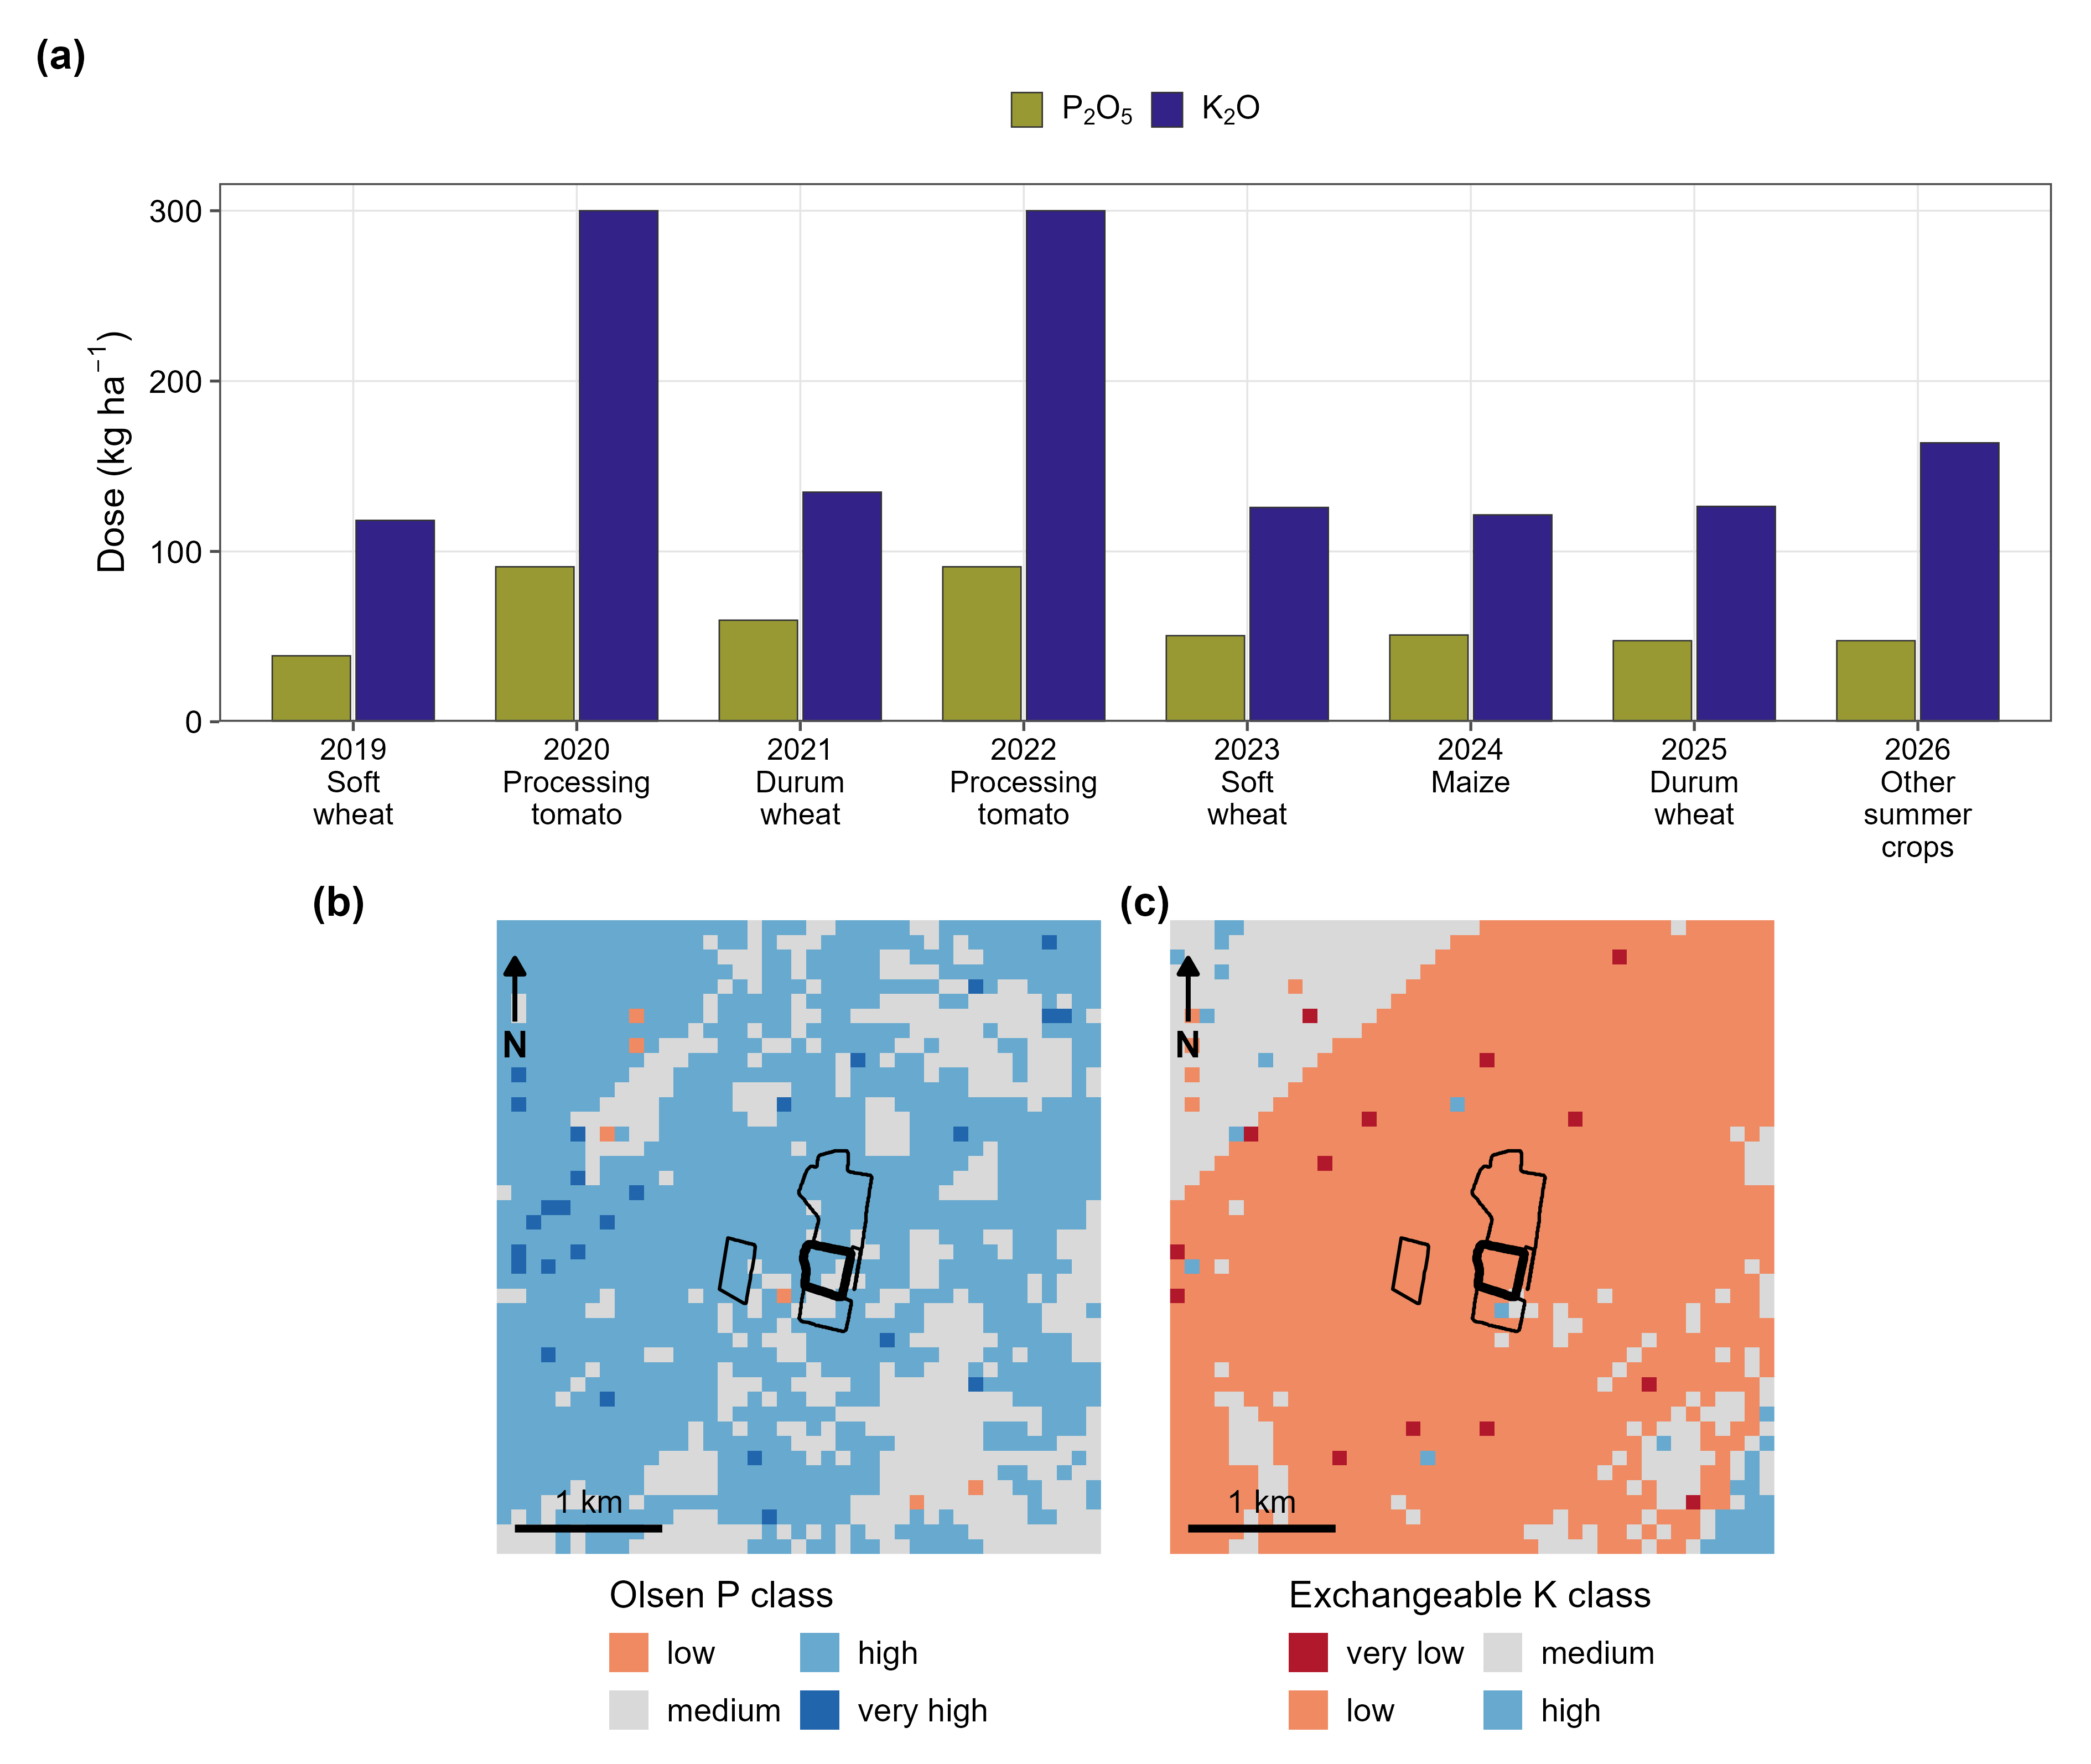 (a)
P₂O₅ K₂O
Dose (kg ha⁻¹)
300
200
100
0
2019 2020 2021 2022 2023 2024 2025 2026
Soft Processing Durum Processing Soft Maize Durum Other
wheat tomato wheat tomato wheat wheat summer
crops
(b) (c)
N N
1 km 1 km
Olsen P class Exchangeable K class
low high very low medium
medium very high low high